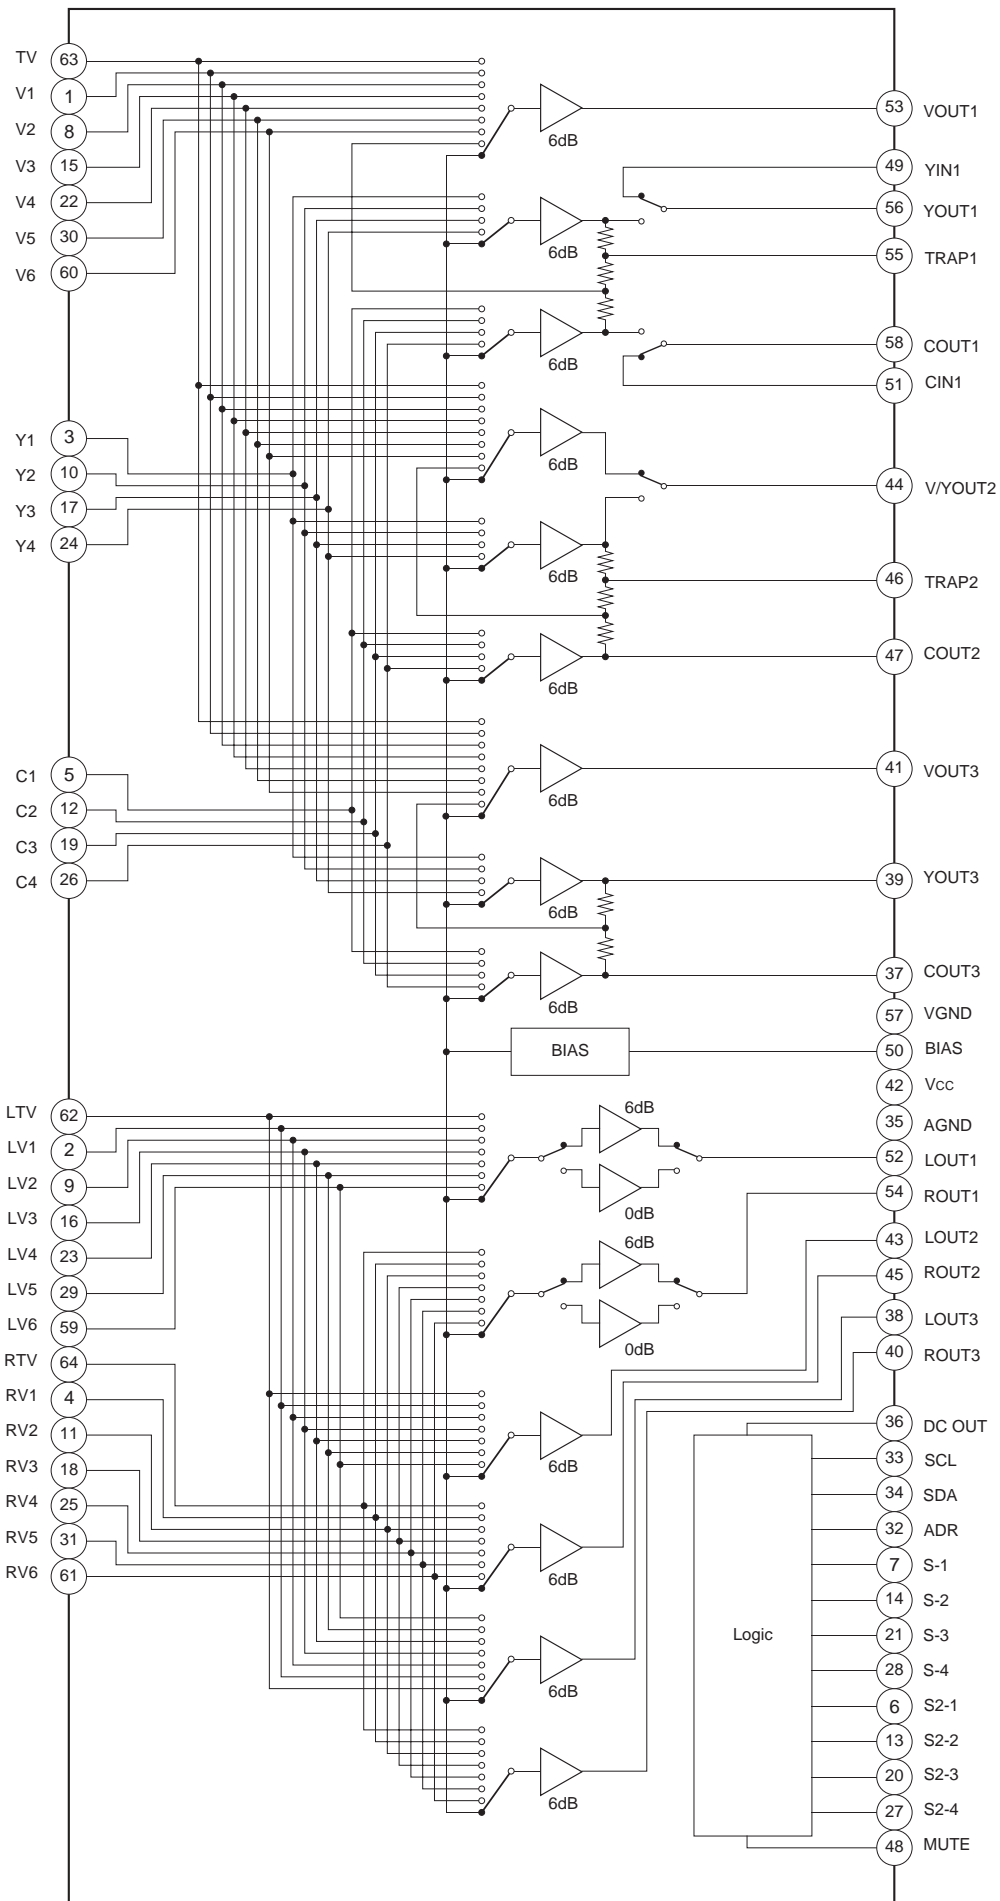 TV 63
V1 1
V2 8
V3 15
V4 22
V5 30
V6 60
Y1 3
Y2 10
Y3 17
Y4 24
C1 5
C2 12
C3 19
C4 26
LTV 62
LV1 2
LV2 9
LV3 16
LV4 23
LV5 29
LV6 59
RTV 64
RV1 4
RV2 11
RV3 18
RV4 25
RV5 31
RV6 61
6dB
6dB
6dB
6dB
6dB
6dB
6dB
6dB
6dB
BIAS
6dB
0dB
6dB
0dB
6dB
6dB
6dB
6dB
Logic
53 VOUT1
49 YIN1
56 YOUT1
55 TRAP1
58 COUT1
51 CIN1
44 V/YOUT2
46 TRAP2
47 COUT2
41 VOUT3
39 YOUT3
37 COUT3
57 VGND
50 BIAS
42 VCC
35 AGND
52 LOUT1
54 ROUT1
43 LOUT2
45 ROUT2
38 LOUT3
40 ROUT3
36 DC OUT
33 SCL
34 SDA
32 ADR
7 S-1
14 S-2
21 S-3
28 S-4
6 S2-1
13 S2-2
20 S2-3
27 S2-4
48 MUTE